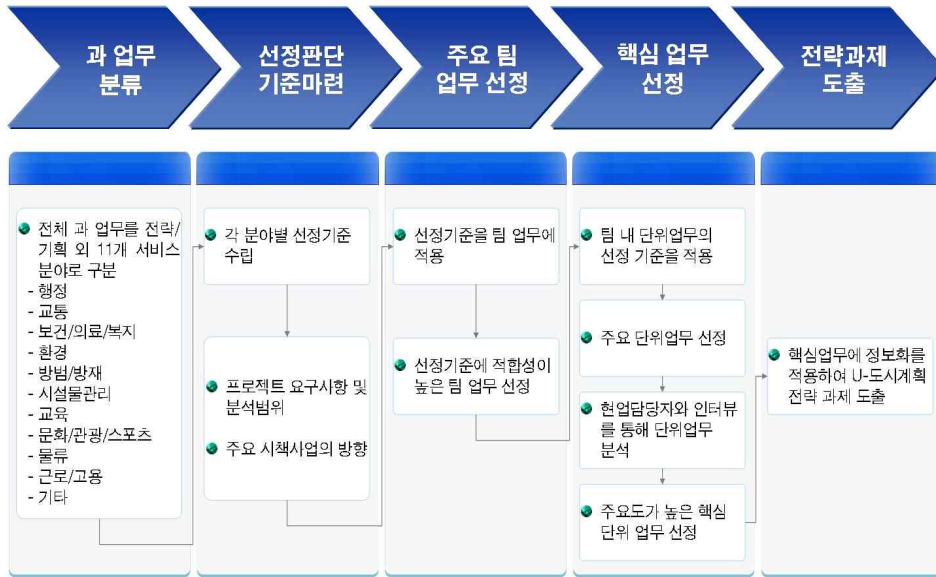 과 업무
분류
선정판단
기준마련
주요 팀
업무 선정
핵심 업무
선정
전략과제
도출
전체 과 업무를 전략/
기획 외 11개 서비스
분야로 구분
- 행정
- 교통
- 보건/의료/복지
- 환경
- 방범/방재
- 시설물관리
- 교육
- 문화/관광/스포츠
- 물류
- 근로/고용
- 기타
각 분야별 선정기준
수립
프로젝트 요구사항 및
분석범위
주요 시책사업의 방향
선정기준을 팀 업무에
적용
선정기준에 적합성이
높은 팀 업무 선정
팀 내 단위업무의
선정 기준을 적용
주요 단위업무 선정
현업담당자와 인터뷰
를 통해 단위업무
분석
주요도가 높은 핵심
단위 업무 선정
핵심업무에 정보화를
적용하여 U-도시계획
전략 과제 도출